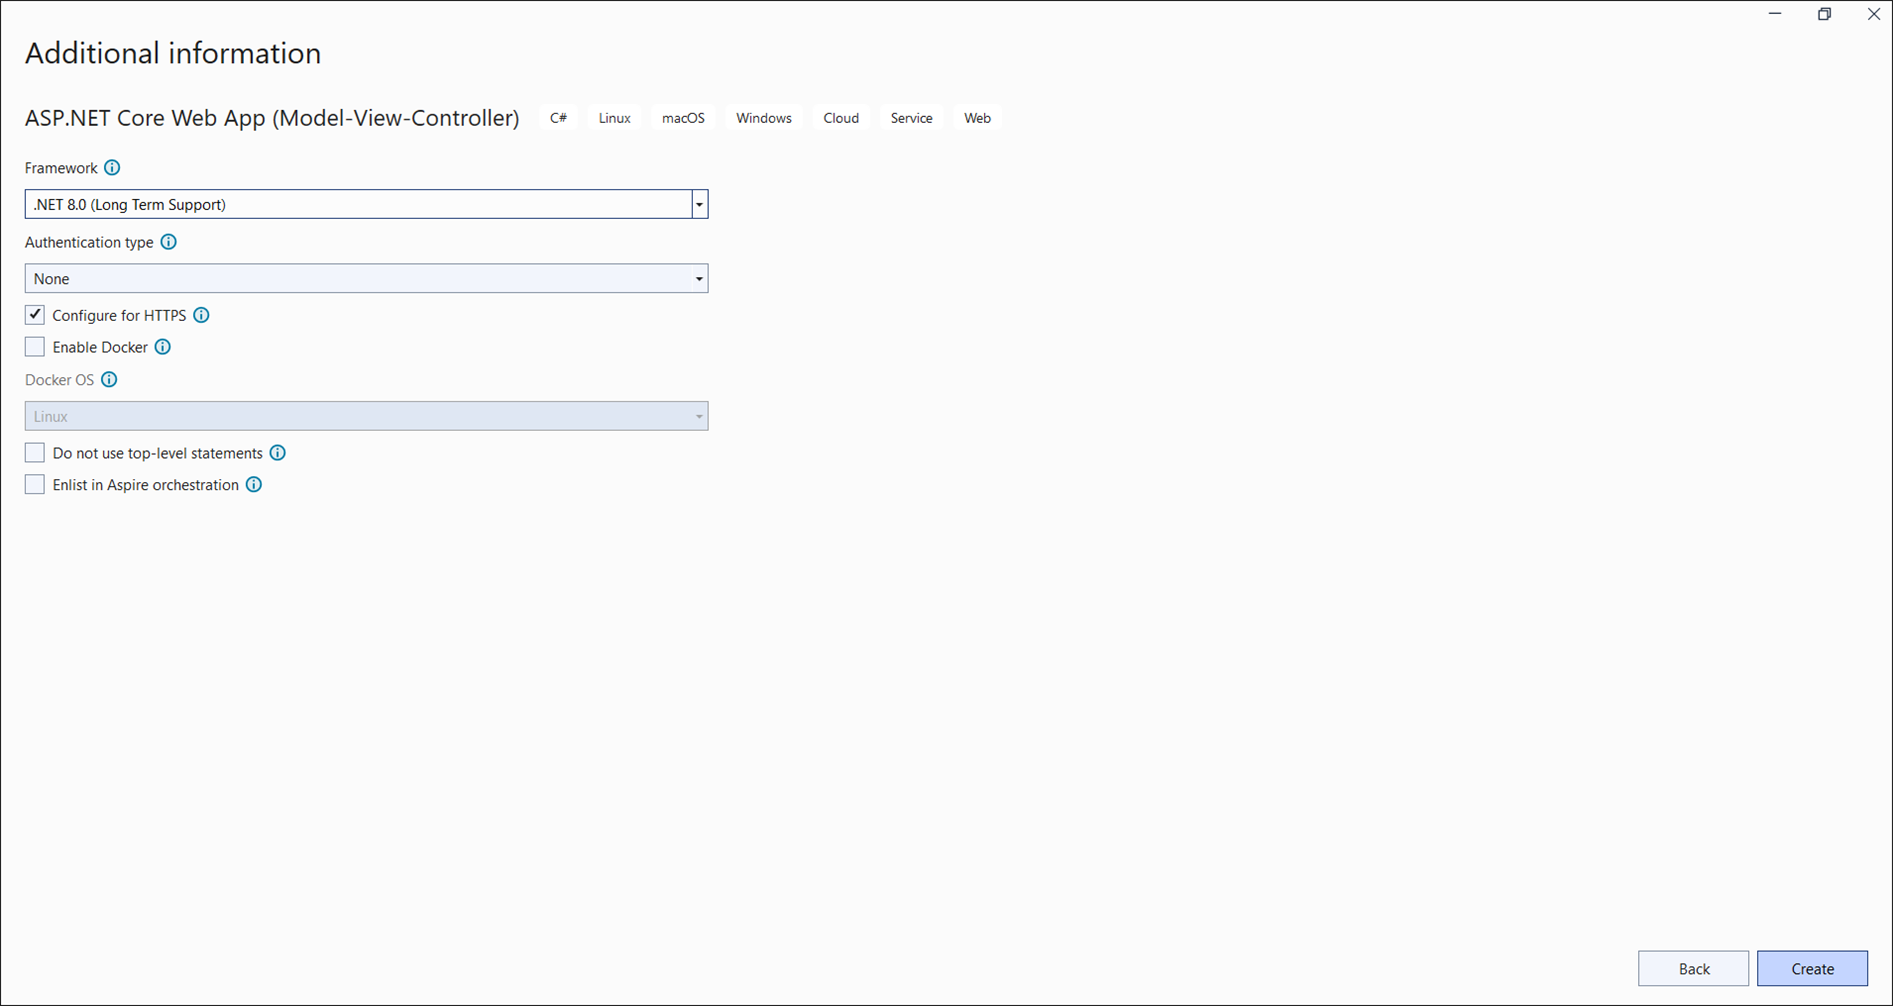 Additional information
ASP.NET Core Web App (Model-View-Controller) C# Linux macOS Windows Cloud Service Web
Framework
.NET 8.0 (Long Term Support)
Authentication type
None
Configure for HTTPS
Enable Docker
Docker OS
Linux
Do not use top-level statements
Enlist in Aspire orchestration
Back Create